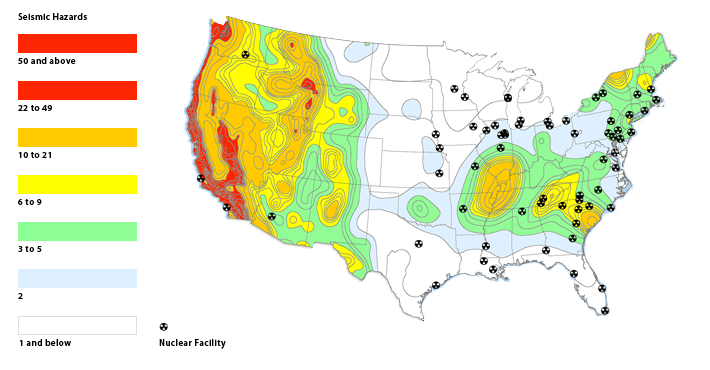 Seismic Hazards
50 and above
22 to 49
10 to 21
6 to 9
3 to 5
2
1 and below
Nuclear Facility